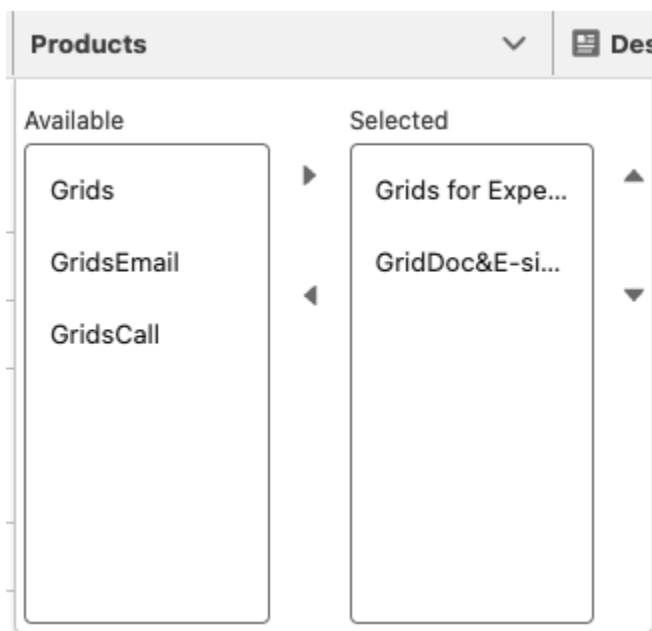 Products
Des
Available
Selected
Grids
GridsEmail
GridsCall
Grids for Expe...
GridDoc&E-si...